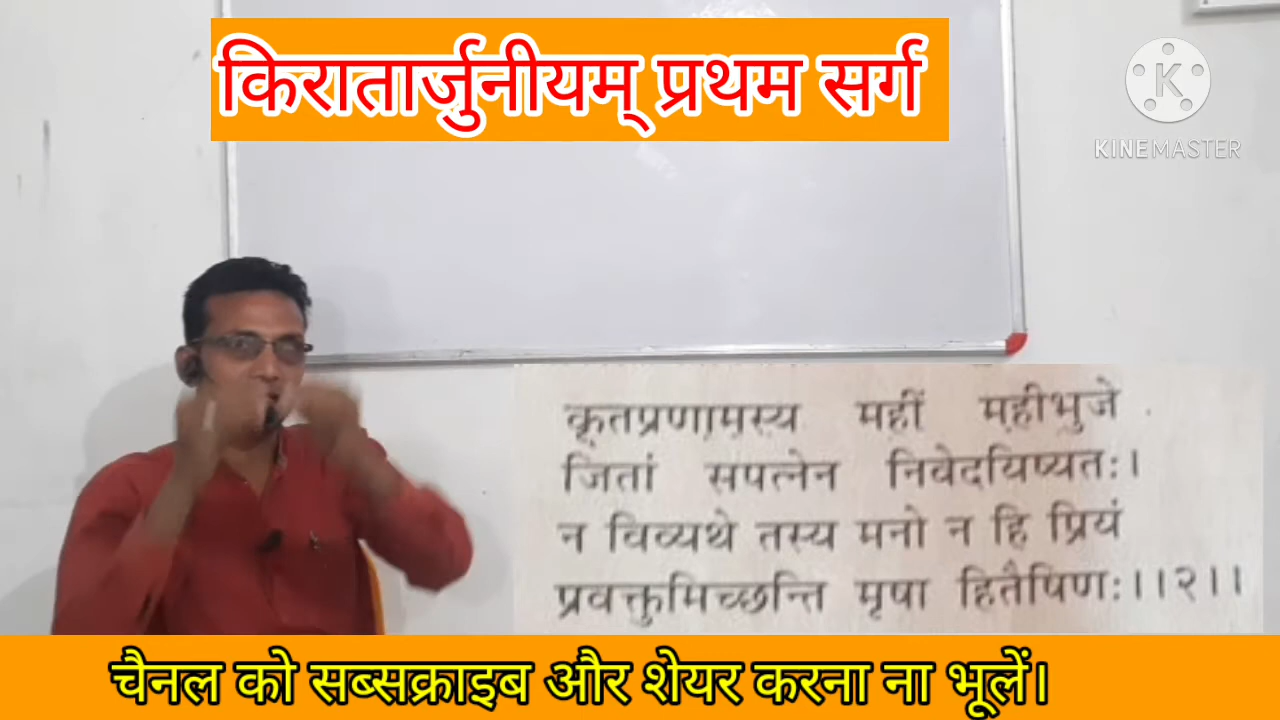 किरातार्जुनीयम् प्रथम सर्ग
KINEMASTER
कृतप्रणामस्य महीं महीभुजे
जितां सपत्नेन निवेदयिष्यतः।
न विव्यथे तस्य मनो न हि प्रियं
प्रवक्तुमिच्छन्ति मृषा हितैषिणः।।२।।
चैनल को सब्सक्राइब और शेयर करना ना भूलें।